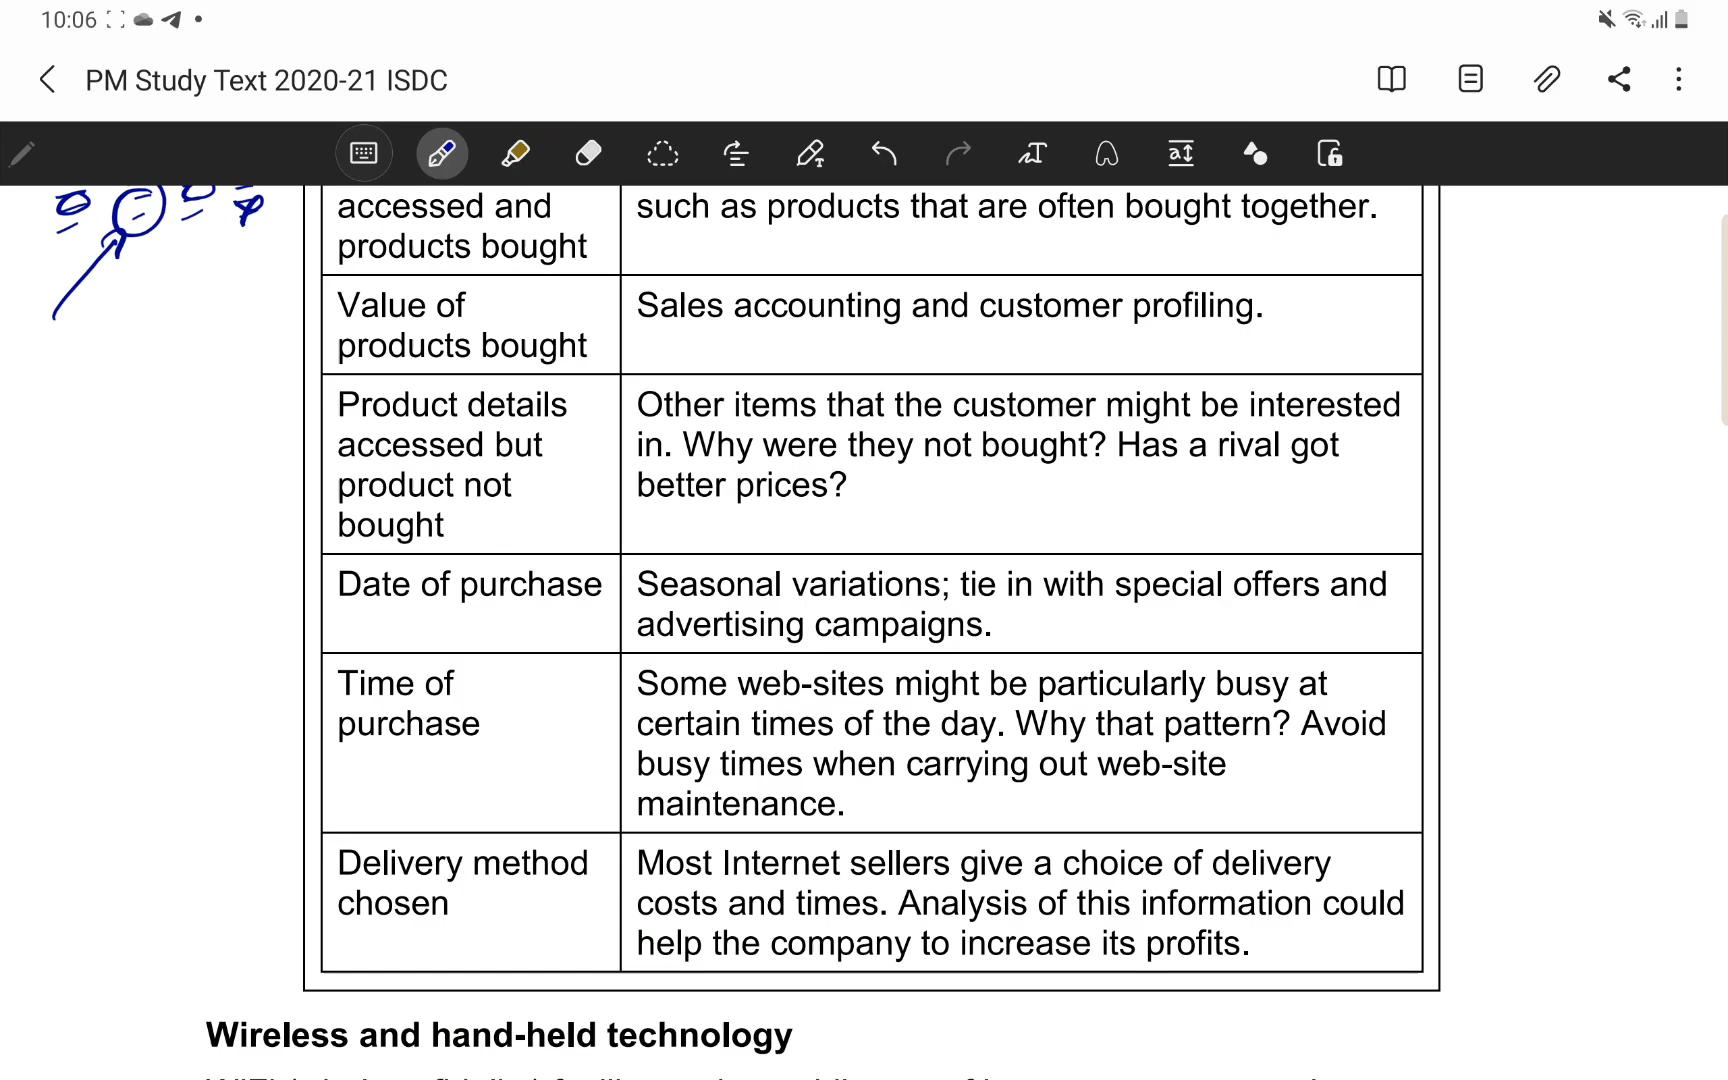 10:06
PM Study Text 2020-21 ISDC
accessed and
products bought
such as products that are often bought together.
Value of
products bought
Sales accounting and customer profiling.
Product details
accessed but
product not
bought
Other items that the customer might be interested
in. Why were they not bought? Has a rival got
better prices?
Date of purchase
Seasonal variations; tie in with special offers and
advertising campaigns.
Time of
purchase
Some web-sites might be particularly busy at
certain times of the day. Why that pattern? Avoid
busy times when carrying out web-site
maintenance.
Delivery method
chosen
Most Internet sellers give a choice of delivery
costs and times. Analysis of this information could
help the company to increase its profits.
Wireless and hand-held technology